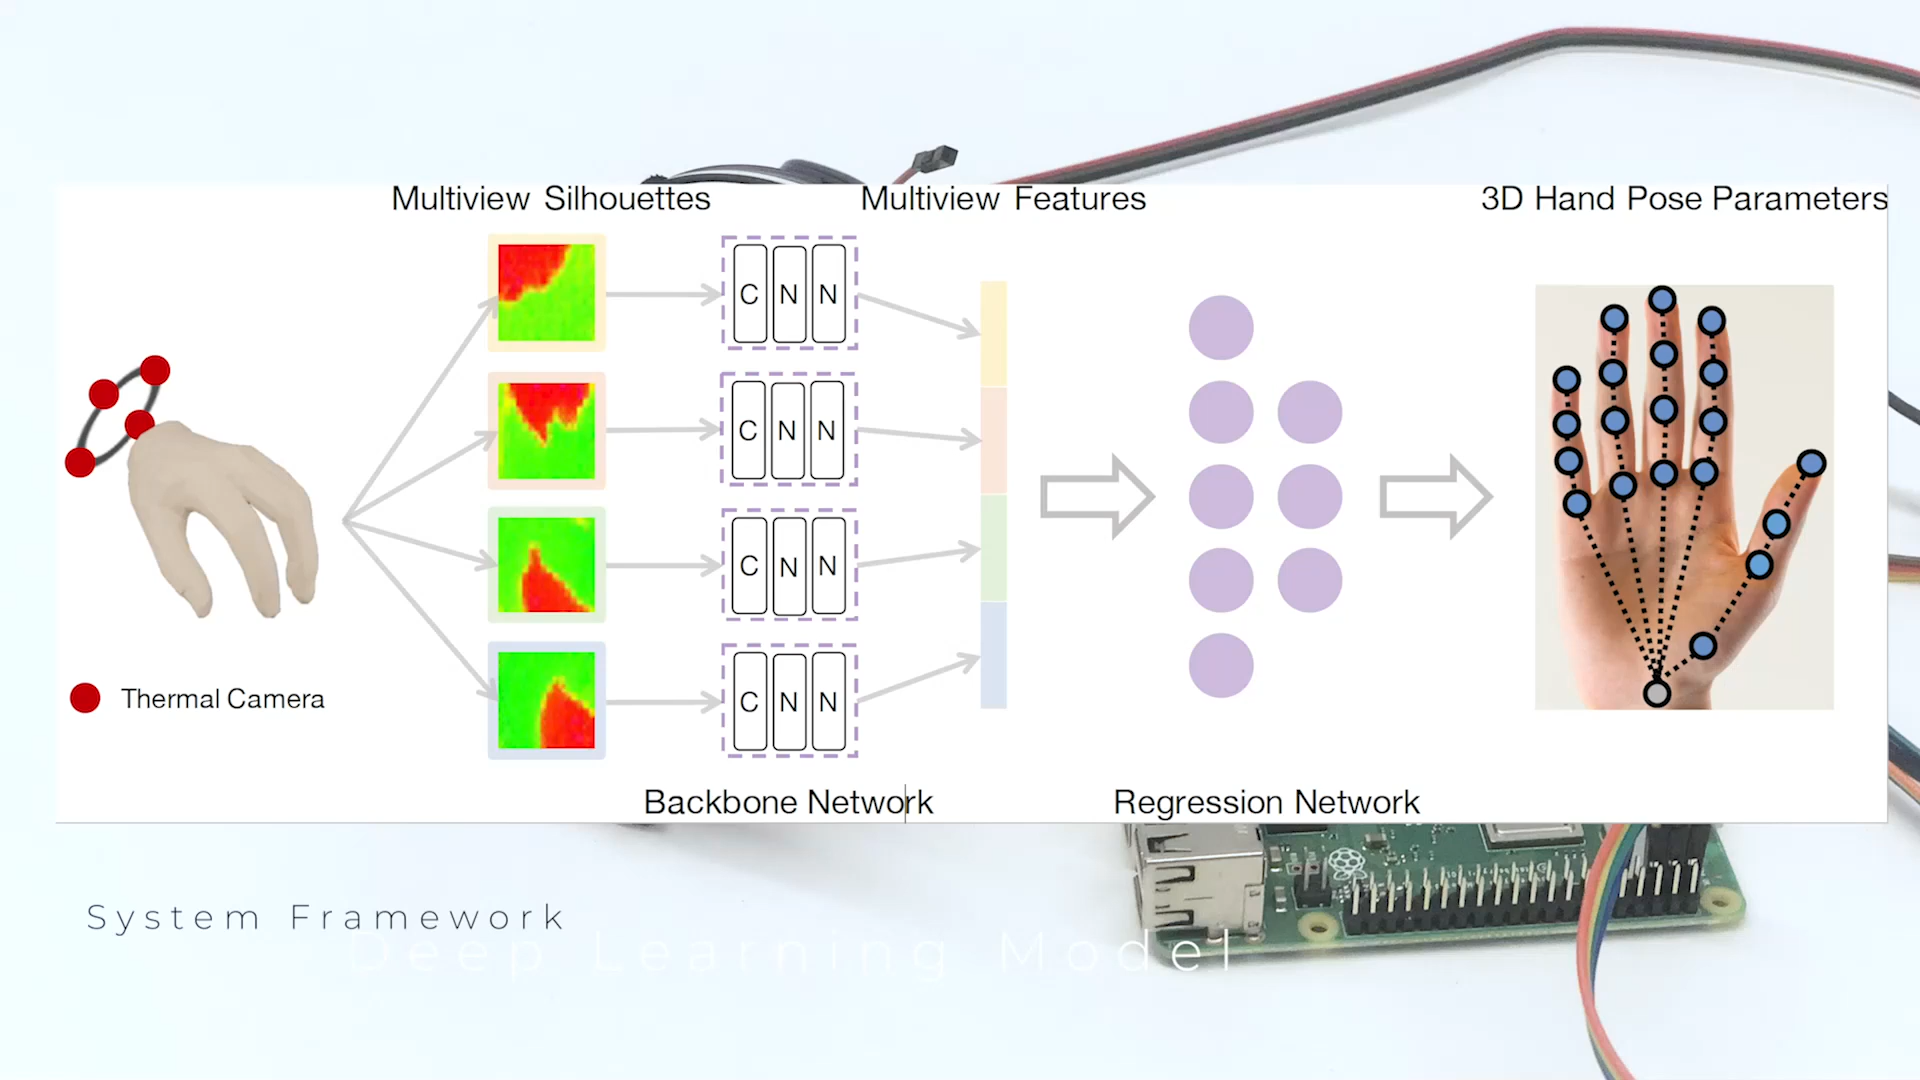 Multiview Silhouettes
Multiview Features
3D Hand Pose Parameters
C N N
C N N
C N N
C N N
Thermal Camera
Backbone Network
Regression Network
System Framework
Deep Learning Model